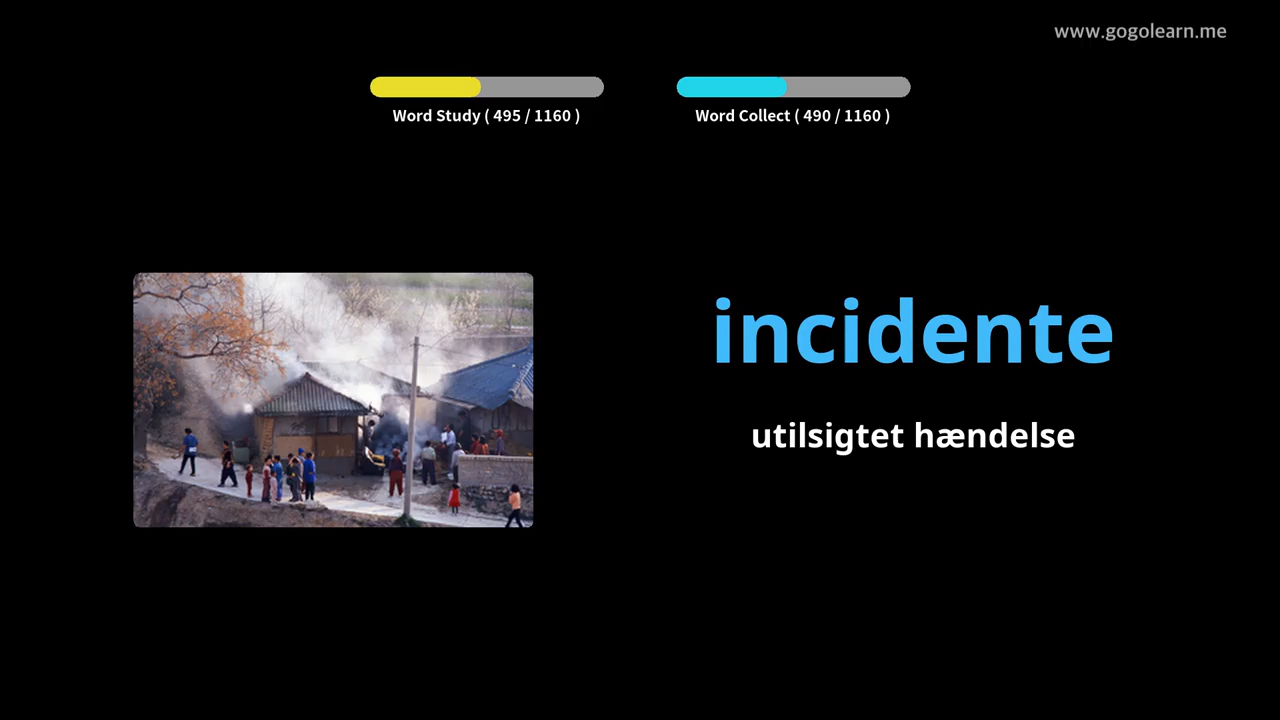 www.gogolearn.me
Word Study ( 495 / 1160 )
Word Collect ( 490 / 1160 )
incidente
utilsigtet hændelse